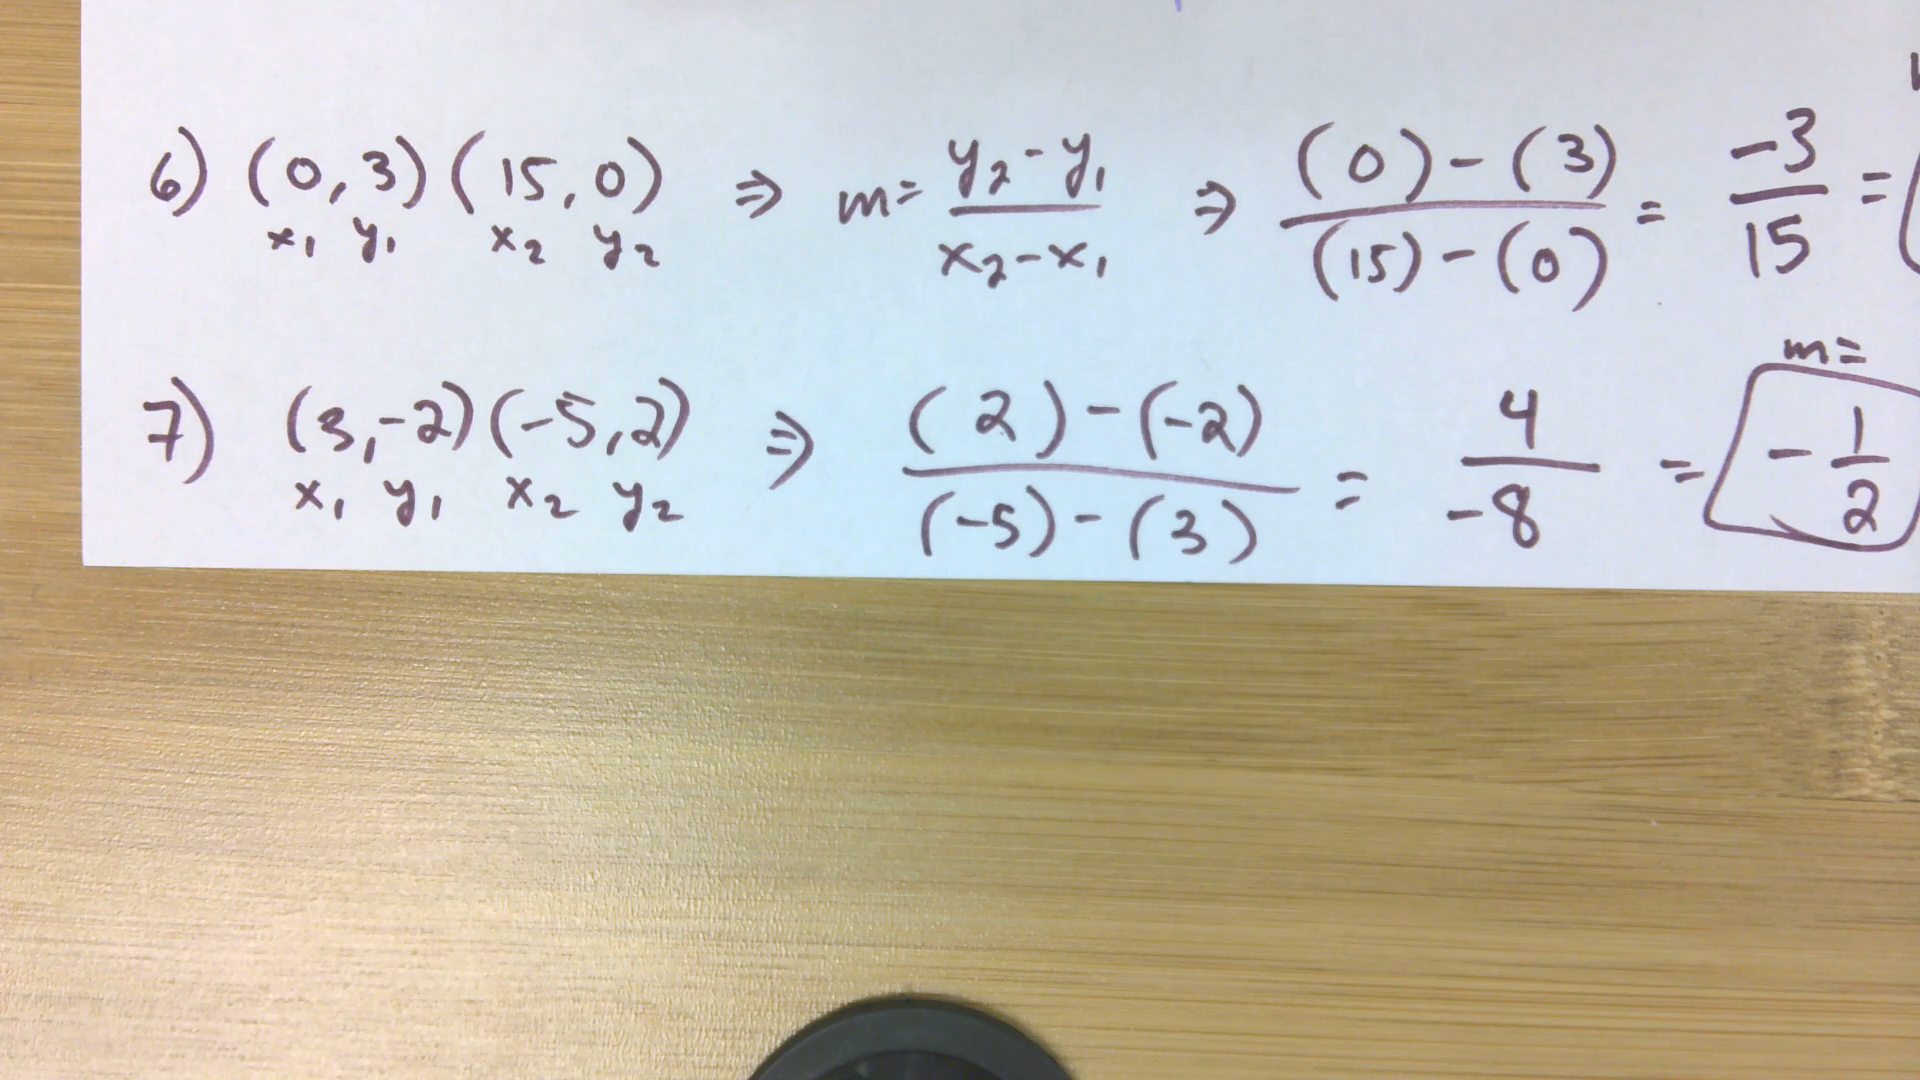 6) (0, 3) (15, 0) ⇒ m = (y₂ - y₁)/(x₂ - x₁) ⇒ ((0) - (3))/((15) - (0)) = -3/15 =
x₁ y₁ x₂ y₂
m=
7) (3, -2) (-5, 2) ⇒ ((2) - (-2))/((-5) - (3)) = 4/-8 = -1/2
x₁ y₁ x₂ y₂